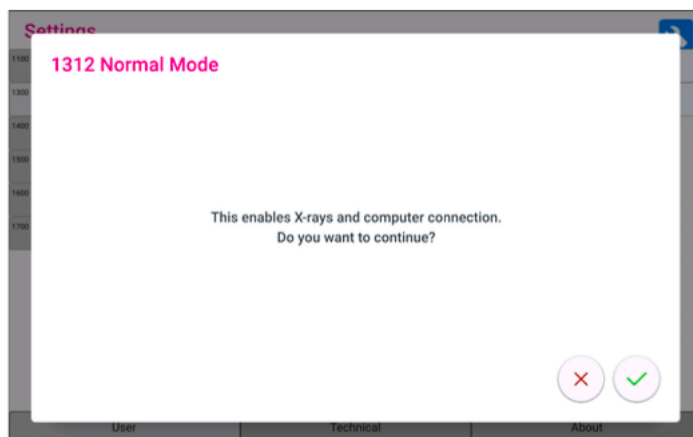 Settings
1312 Normal Mode
1100
1300
1400
1500
1600
1700
This enables X-rays and computer connection.
Do you want to continue?
User
Technical
About